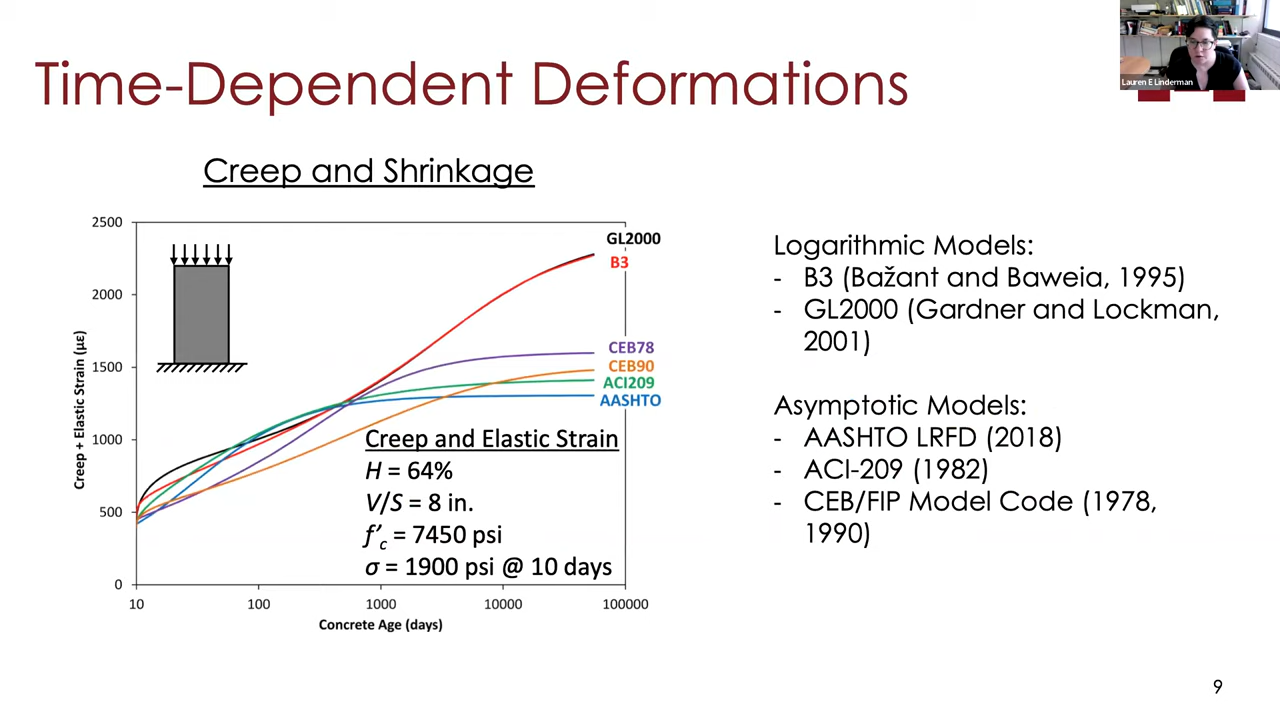 Time-Dependent Deformations
Lauren E Linderman
Creep and Shrinkage
2500
2000
1500
1000
500
0
Creep + Elastic Strain (µε)
GL2000
B3
CEB78
CEB90
ACI209
AASHTO
Creep and Elastic Strain
H = 64%
V/S = 8 in.
f'c = 7450 psi
σ = 1900 psi @ 10 days
10
100
1000
10000
100000
Concrete Age (days)
Logarithmic Models:
- B3 (Bažant and Baweia, 1995)
- GL2000 (Gardner and Lockman,
2001)
Asymptotic Models:
- AASHTO LRFD (2018)
- ACI-209 (1982)
- CEB/FIP Model Code (1978,
1990)
9